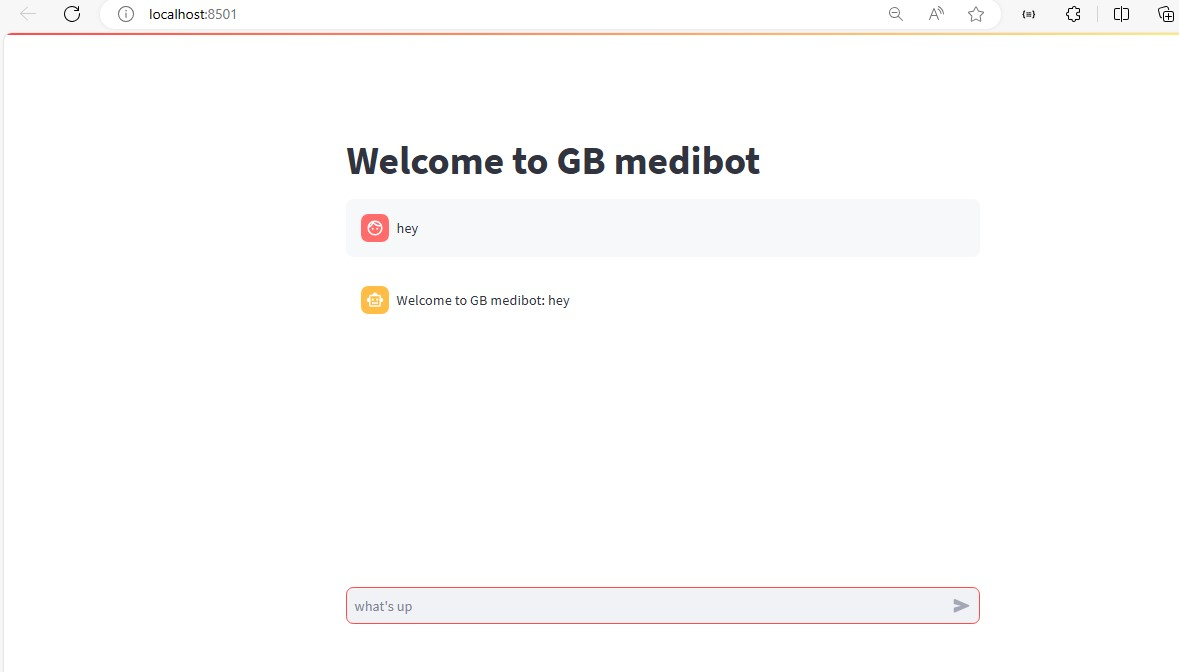 localhost:8501
Welcome to GB medibot
hey
Welcome to GB medibot: hey
what's up